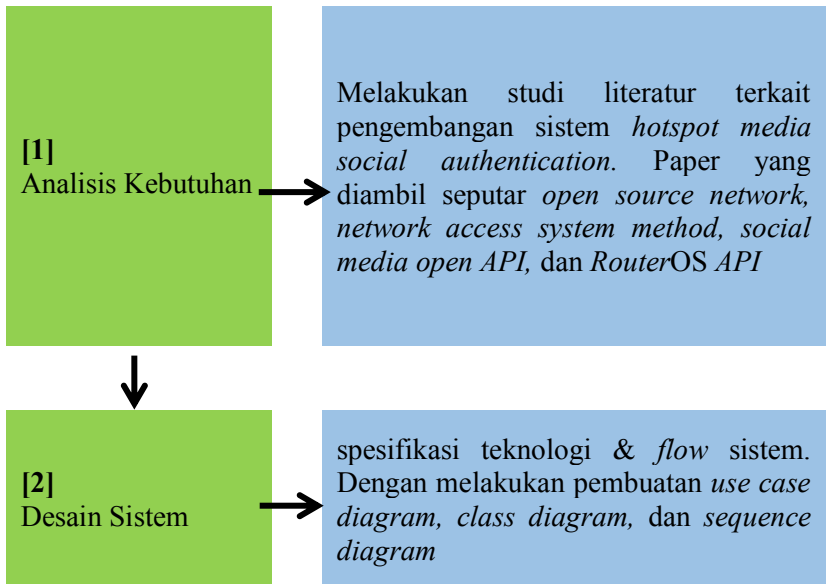 [1]
Analisis Kebutuhan
Melakukan studi literatur terkait
pengembangan sistem hotspot media
social authentication. Paper yang
diambil seputar open source network,
network access system method, social
media open API, dan RouterOS API
[2]
Desain Sistem
spesifikasi teknologi & flow sistem.
Dengan melakukan pembuatan use case
diagram, class diagram, dan sequence
diagram